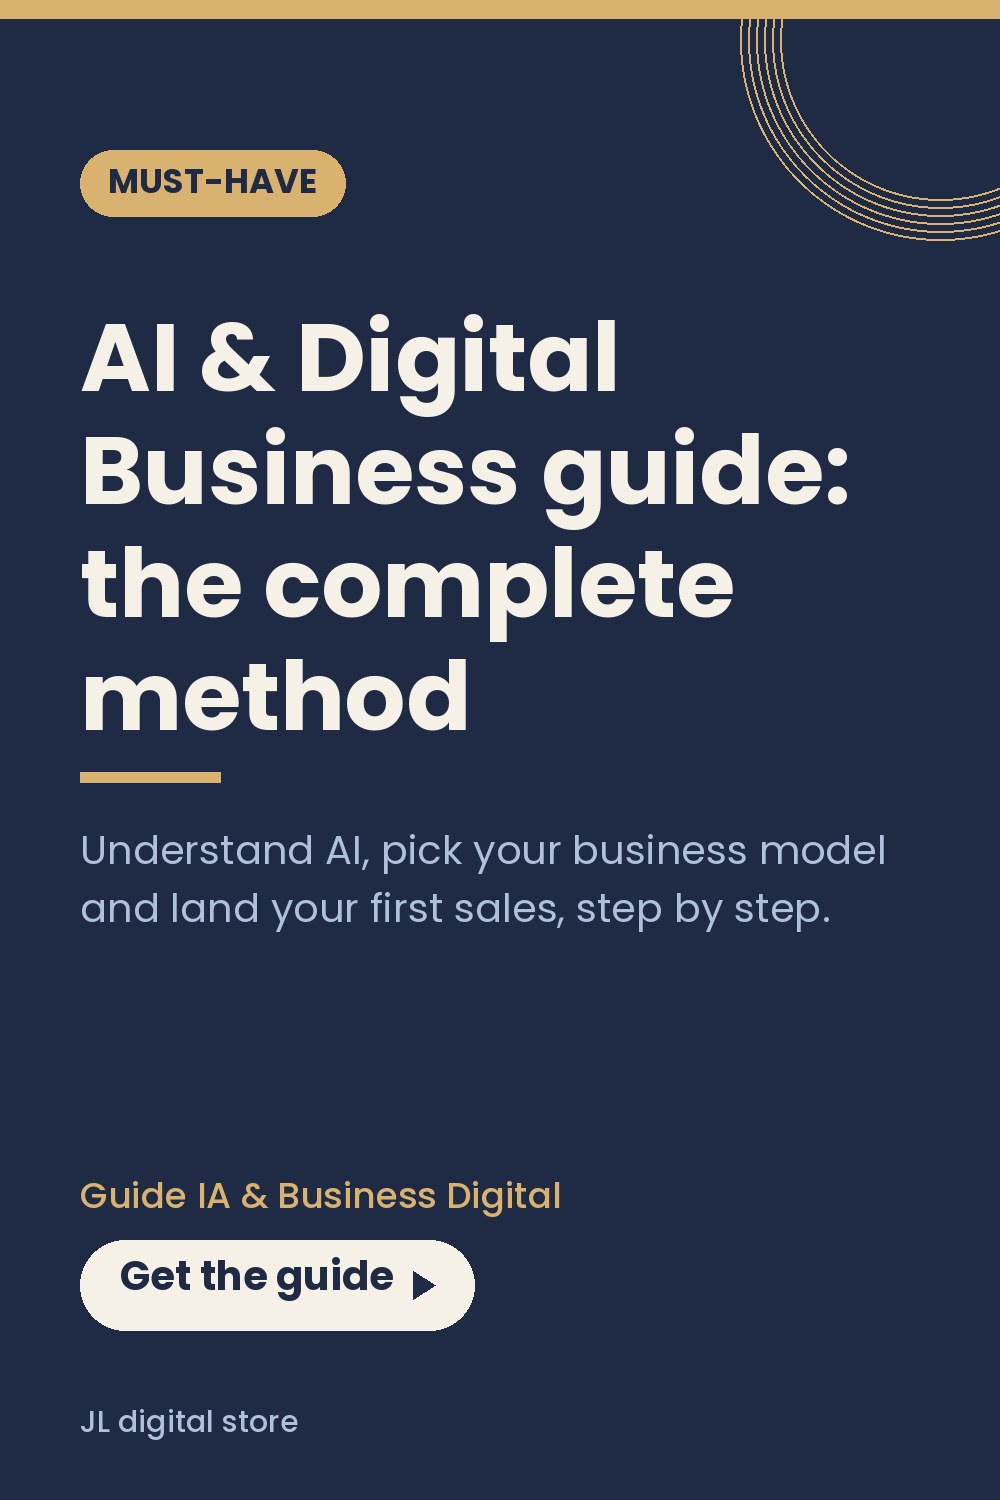 MUST-HAVE
AI & Digital
Business guide:
the complete
method
Understand AI, pick your business model
and land your first sales, step by step.
Guide IA & Business Digital
Get the guide
JL digital store